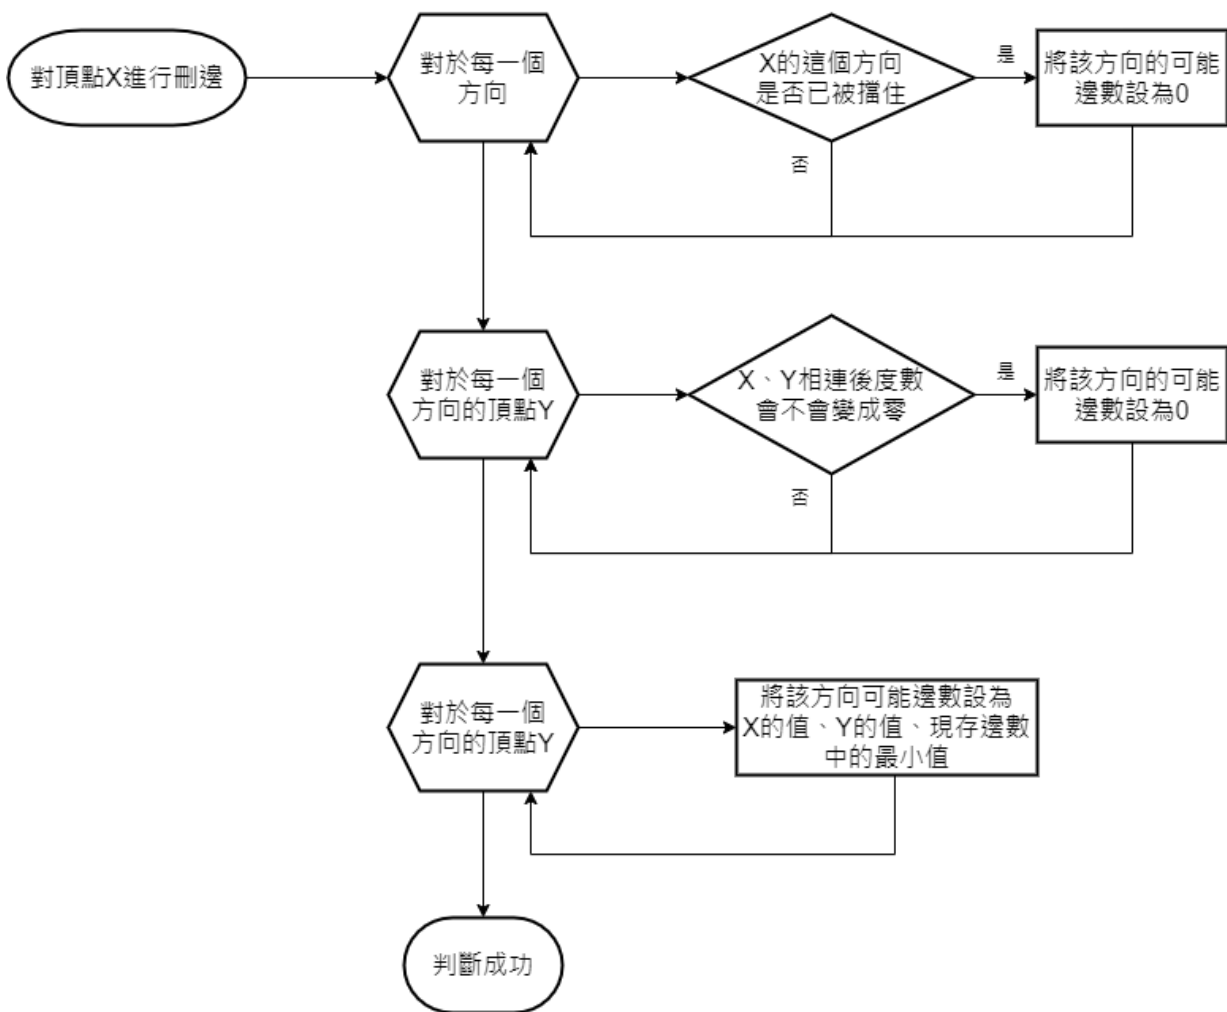 對頂點X進行刪邊
對於每一個
方向
X的這個方向
是否已被擋住
是
將該方向的可能
邊數設為0
否
對於每一個
方向的頂點Y
X、Y相連後度數
會不會變成零
是
將該方向的可能
邊數設為0
否
對於每一個
方向的頂點Y
將該方向可能邊數設為
X的值、Y的值、現存邊數
中的最小值
判斷成功